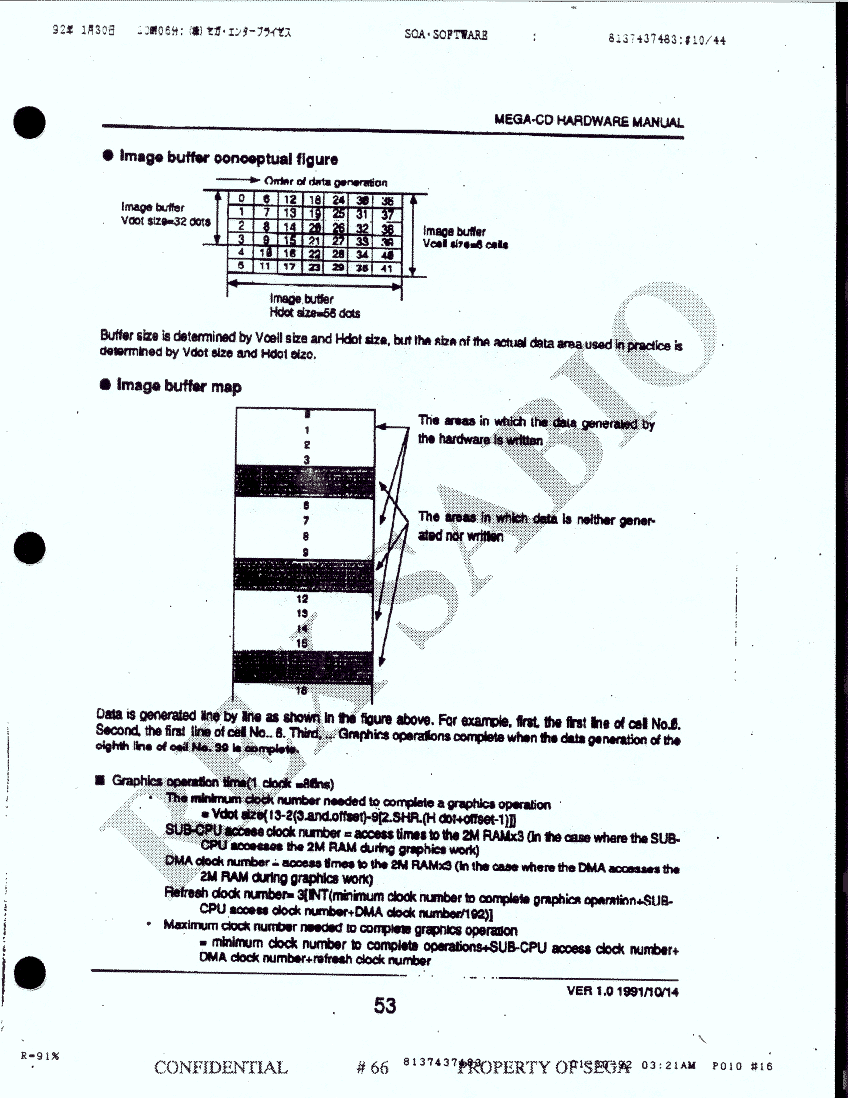 92年 1月30日 10時06分: (株)セガ・エンタープライゼス SOA・SOFTWARE : 8137437483:#10/44
MEGA-CD HARDWARE MANUAL
● Image buffer conceptual figure
Order of data generation
Image buffer
Vdot size=32 dots
0 6 12 18 24 30 36
1 7 13 19 25 31 37
2 8 14 20 26 32 38
3 9 15 21 27 33 39
4 10 16 22 28 34 40
5 11 17 23 29 35 41
Image buffer
Vcell size=6 cells
Image buffer
Hdot size=56 dots
Buffer size is determined by Vcell size and Hdot size, but the size of the actual data area used in practice is
determined by Vdot size and Hdot size.
● Image buffer map
0
1
2
3
6
7
8
9
12
13
14
15
18
The areas in which the data generated by
the hardware is written
The areas in which data is neither gener-
ated nor written
Data is generated line by line as shown in the figure above. For example, first, the first line of cell No.0.
Second, the first line of cell No.. 6. Third, ... Graphics operations complete when the data generation of the
eighth line of cell No. 39 is complete.
■ Graphics operation time(1 clock =80ns)
・ The minimum clock number needed to complete a graphics operation
= Vdot size[13-2(3.and.offset)-9[2.SHR.(H dot+offset-1)]]
SUB-CPU access clock number = access times to the 2M RAMx3 (in the case where the SUB-
CPU accesses the 2M RAM during graphics work)
DMA clock number = access times to the 2M RAMx3 (in the case where the DMA accesses the
2M RAM during graphics work)
Refresh clock number= 3[INT(minimum clock number to complete graphics operation+SUB-
CPU access clock number+DMA clock number/192)]
・ Maximum clock number needed to complete graphics operation
= minimum clock number to complete operations+SUB-CPU access clock number+
DMA clock number+refresh clock number
VER 1.0 1991/10/14
53
REX SABIO
R=91%
CONFIDENTIAL #66 8137437483 PROPERTY OF SEGA 03:21AM P010 #16